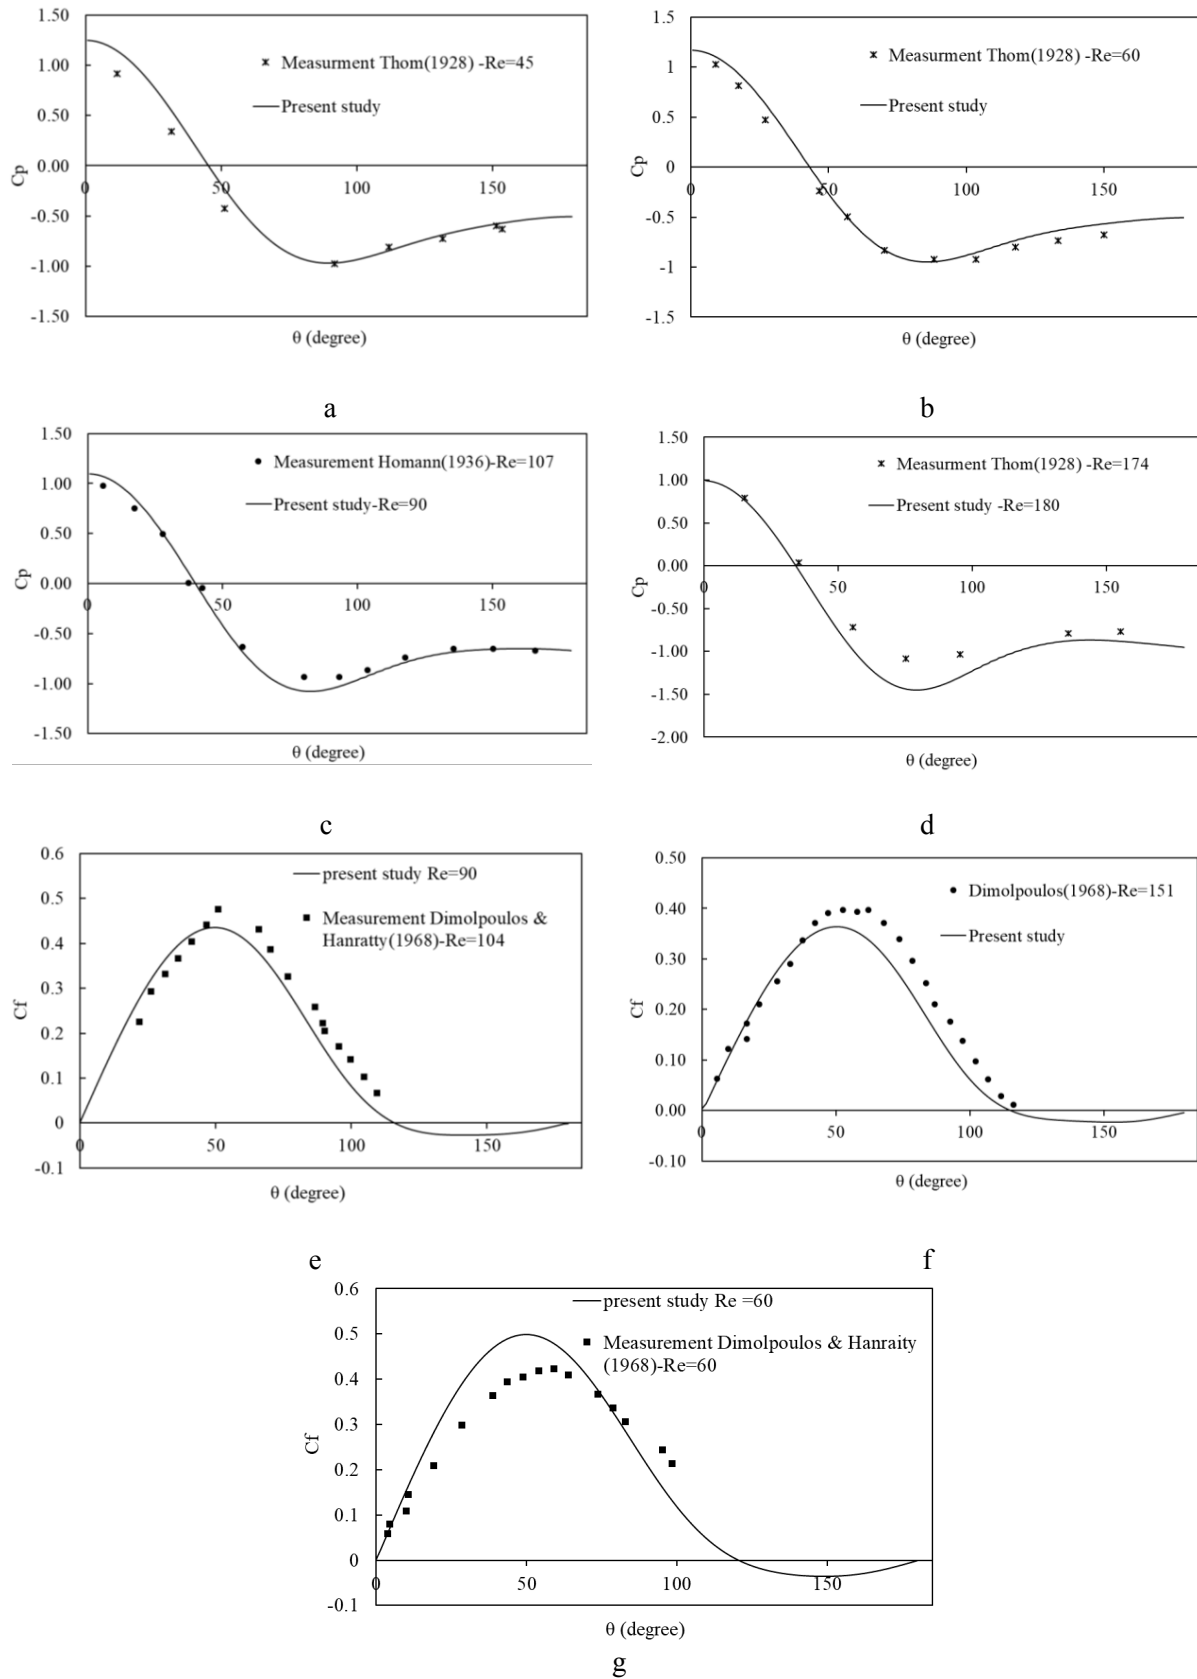 1.50
1.00
0.50
0.00
-0.50
-1.00
-1.50
Cp
0
50
100
150
θ (degree)
Measurment Thom(1928) -Re=45
Present study
a
1.5
1
0.5
0
-0.5
-1
-1.5
Cp
0
50
100
150
θ (degree)
Measurment Thom(1928) -Re=60
Present study
b
1.50
1.00
0.50
0.00
-0.50
-1.00
-1.50
Cp
0
50
100
150
θ (degree)
Measurement Homann(1936)-Re=107
Present study-Re=90
c
1.50
1.00
0.50
0.00
-0.50
-1.00
-1.50
-2.00
Cp
0
50
100
150
θ (degree)
Measurment Thom(1928) -Re=174
Present study -Re=180
d
0.6
0.5
0.4
0.3
0.2
0.1
0
-0.1
Cf
0
50
100
150
θ (degree)
present study Re=90
Measurement Dimolpoulos &
Hanratty(1968)-Re=104
e
0.50
0.40
0.30
0.20
0.10
0.00
-0.10
Cf
0
50
100
150
θ (degree)
Dimolpoulos(1968)-Re=151
Present study
f
0.6
0.5
0.4
0.3
0.2
0.1
0
-0.1
Cf
0
50
100
150
θ (degree)
present study Re =60
Measurement Dimolpoulos & Hanraity
(1968)-Re=60
g